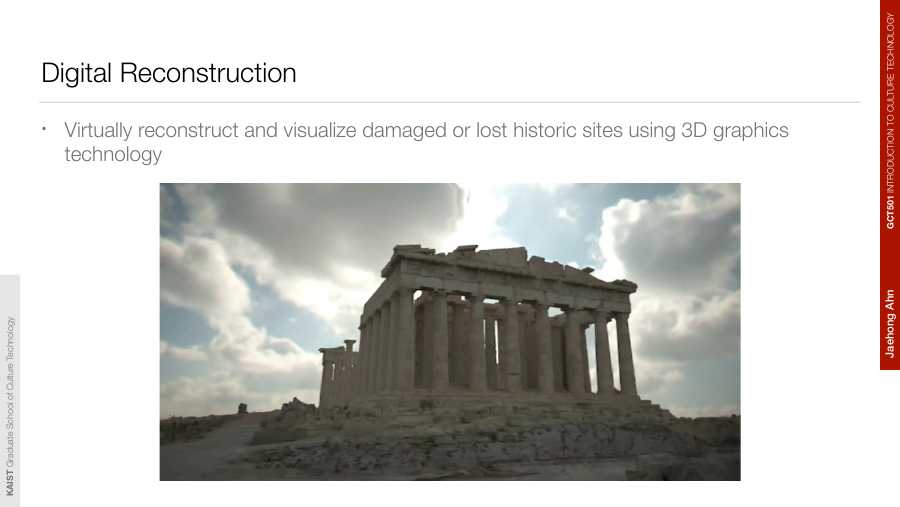 Digital Reconstruction
• Virtually reconstruct and visualize damaged or lost historic sites using 3D graphics
technology
GCT501 INTRODUCTION TO CULTURE TECHNOLOGY
Jaehong Ahn
KAIST Graduate School of Culture Technology